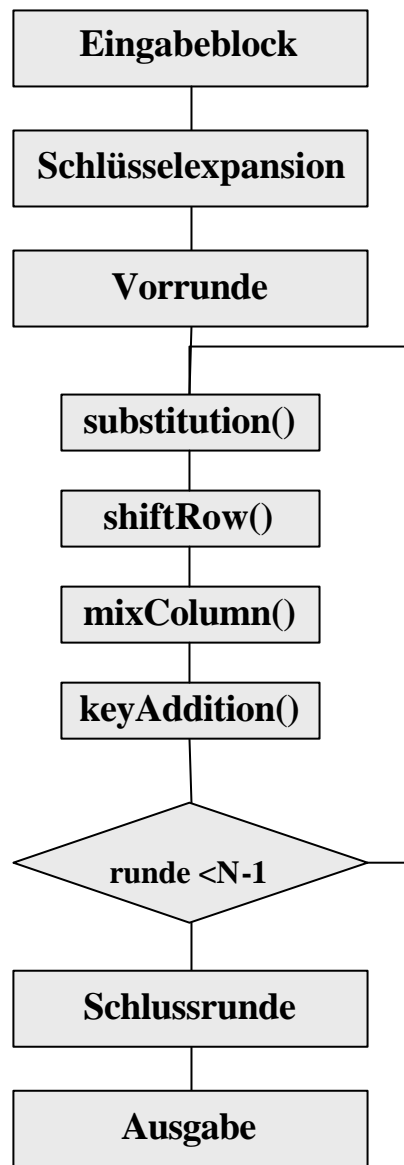 Eingabeblock
Schlüsselexpansion
Vorrunde
substitution()
shiftRow()
mixColumn()
keyAddition()
runde <N-1
Schlussrunde
Ausgabe